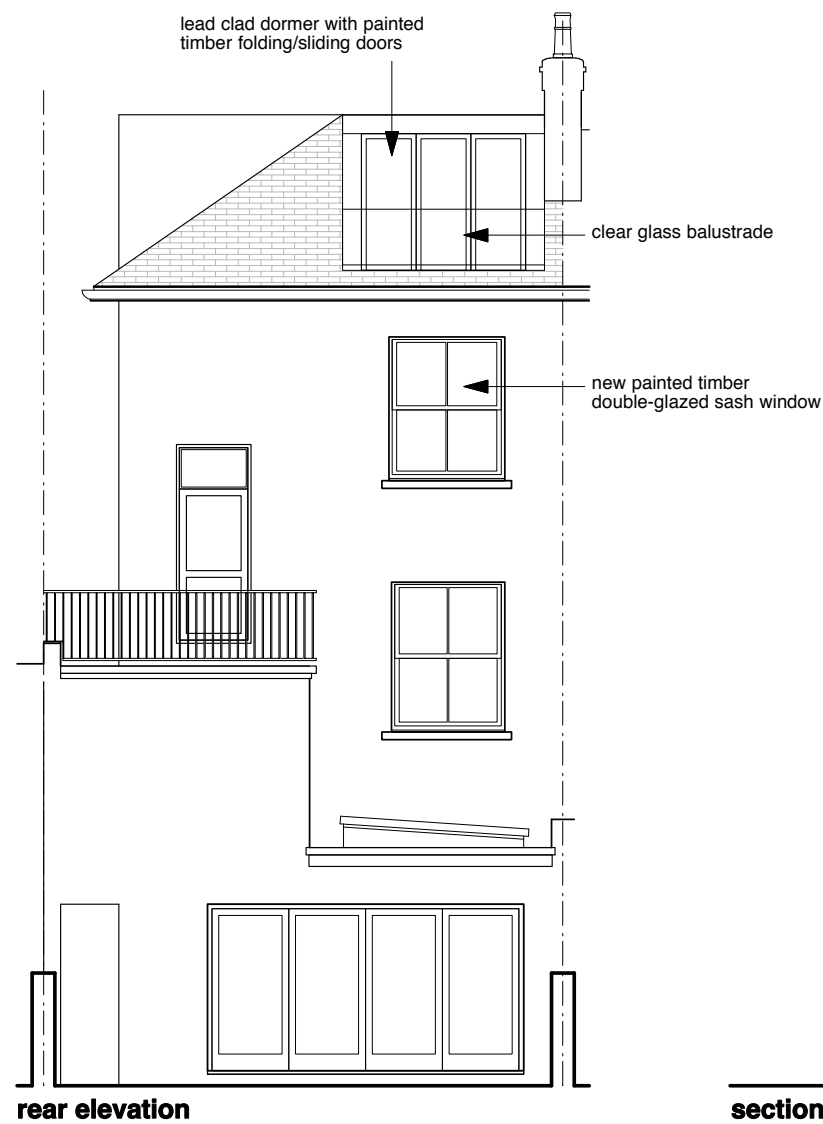 lead clad dormer with painted
timber folding/sliding doors
clear glass balustrade
new painted timber
double-glazed sash window
rear elevation
section